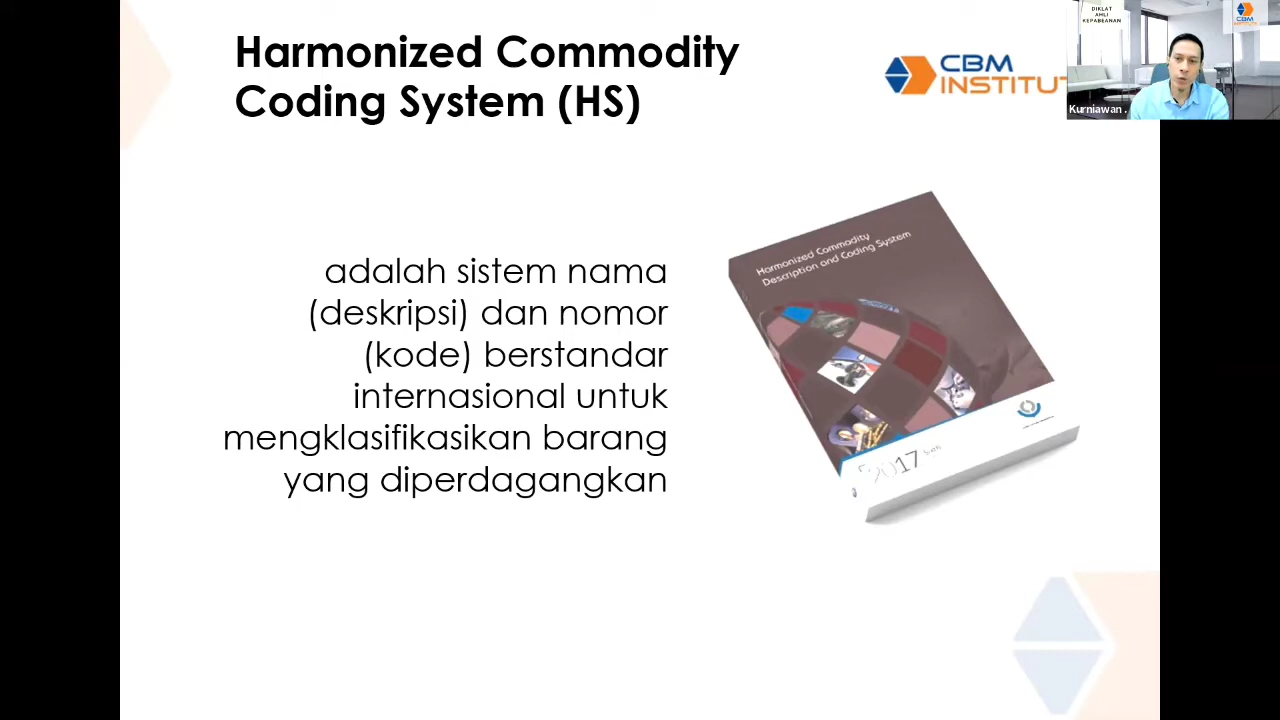 Harmonized Commodity
Coding System (HS)
CBM
INSTITUT
DIKLAT
AHLI
KEPABEANAN
CBM
Kurniawan .
adalah sistem nama
(deskripsi) dan nomor
(kode) berstandar
internasional untuk
mengklasifikasikan barang
yang diperdagangkan
Harmonized Commodity
Description and Coding System
2017